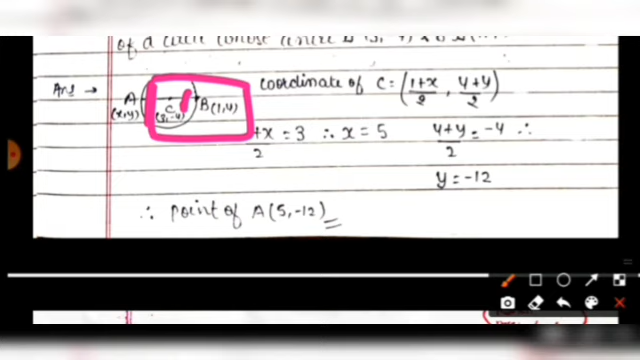 of a
Ans → A B(1,4) coordinate of C = (1+x/2, 4+y/2)
(x,y) C (3,-4)
+x/2 = 3 ∴ x = 5 4+y/2 = -4 ∴
y = -12
∴ point of A(5,-12)